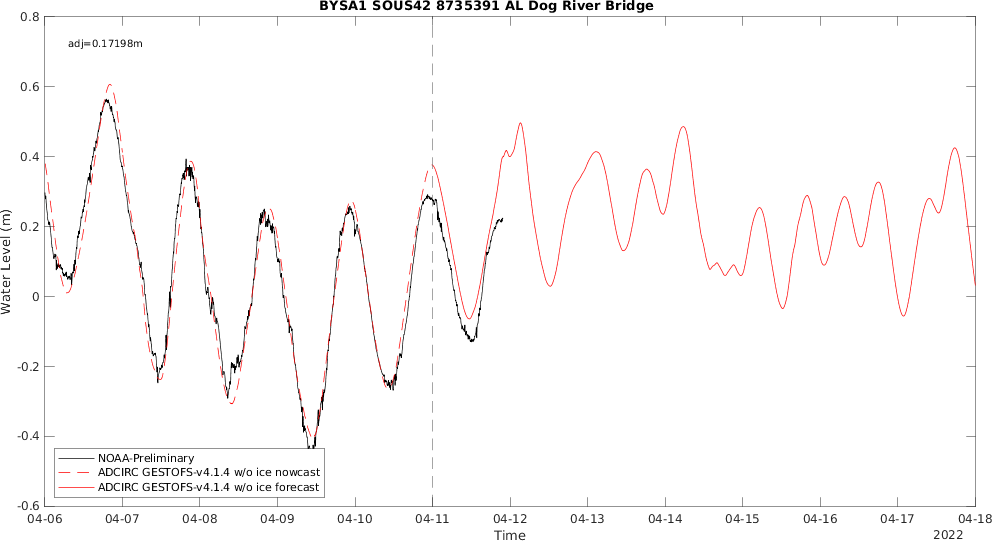 BYSA1 SOUS42 8735391 AL Dog River Bridge
adj=0.17198m
Water Level (m)
0.8
0.6
0.4
0.2
0
-0.2
-0.4
-0.6
NOAA-Preliminary
ADCIRC GESTOFS-v4.1.4 w/o ice nowcast
ADCIRC GESTOFS-v4.1.4 w/o ice forecast
04-06 04-07 04-08 04-09 04-10 04-11 04-12 04-13 04-14 04-15 04-16 04-17 04-18
Time
2022